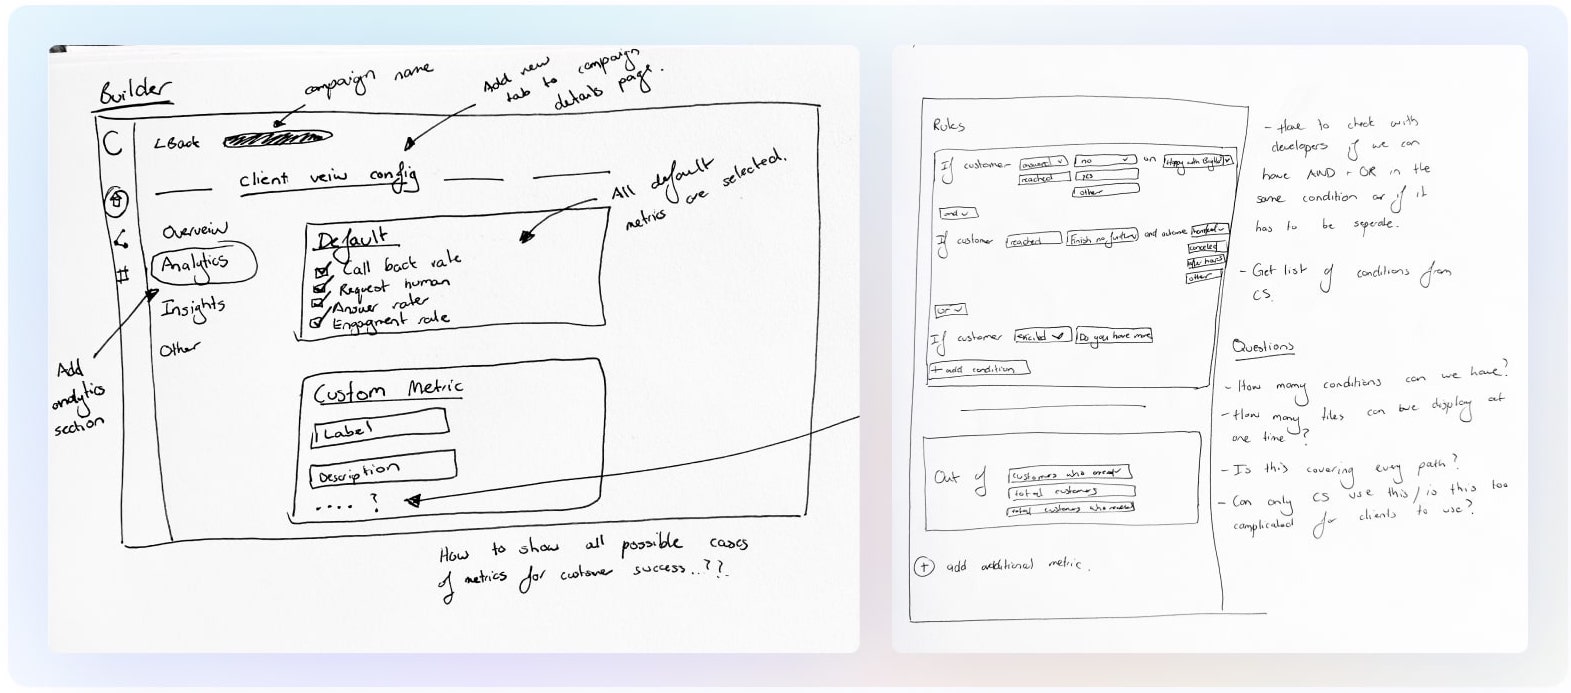 Builder
campaign name
Add new
tab to campaign
details page.
C
< Back
client veiw config
All default
metrics are selected.
Overveiw
Analytics
Insights
Other
#
Add
analytics
section
Default
Call back rate
Request human
Answer rate
Engagment rate
Custom Metric
Label
Description
.... ?
How to show all possible cases
of metrics for customer success..??
Rules
If customer answered no on Happy with Bright
reached yes
other
and
If customer reached Finish no further and outcome
canceled
other
or
If customer excited Do you have more
+ add condition
Out of customers who
total customers
total customers who
+ add additional metric.
- Have to check with
developers if we can
have AND + OR in the
same condition or if it
has to be seperate.
- Get list of conditions from
CS.
Questions
- How many conditions can we have?
- How many tiles can we display at
one time?
- Is this covering every path?
- Can only CS use this / is this too
complicated for clients to use?